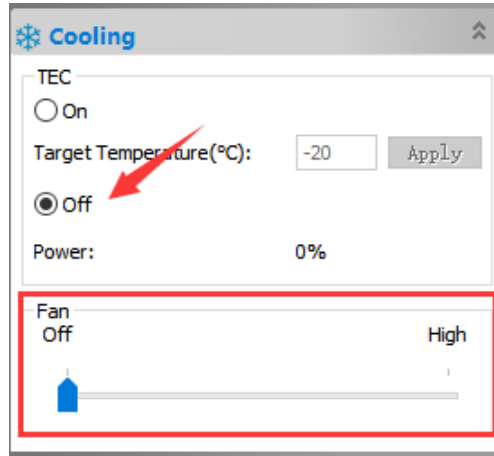 Cooling
TEC
On
Target Temperature(°C): -20 Apply
Off
Power: 0%
Fan
Off High